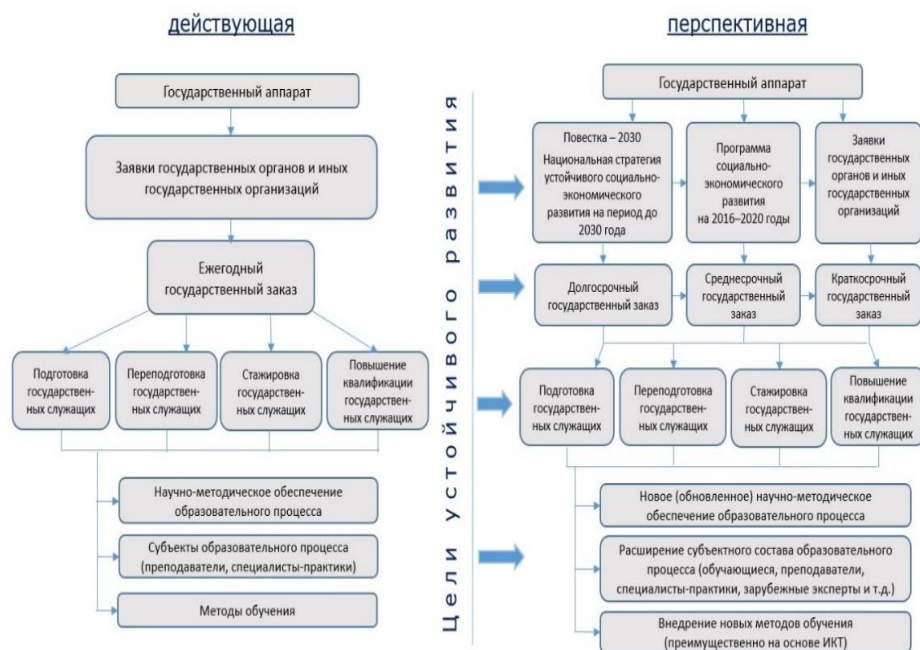 действующая
Государственный аппарат
Заявки государственных органов и иных
государственных организаций
Ежегодный
государственный заказ
Подготовка
государствен-
ных служащих
Переподготовка
государствен-
ных служащих
Стажировка
государствен-
ных служащих
Повышение
квалификации
государствен-
ных служащих
Научно-методическое обеспечение
образовательного процесса
Субъекты образовательного процесса
(преподаватели, специалисты-практики)
Методы обучения
Цели устойчивого развития
перспективная
Государственный аппарат
Повестка – 2030
Национальная стратегия
устойчивого социально-
экономического
развития на период до
2030 года
Программа
социально-
экономического
развития
на 2016–2020 годы
Заявки
государственных
органов и иных
государственных
организаций
Долгосрочный
государственный заказ
Среднесрочный
государственный
заказ
Краткосрочный
государственный
заказ
Подготовка
государствен-
ных служащих
Переподготовка
государствен-
ных служащих
Стажировка
государствен-
ных служащих
Повышение
квалификации
государствен-
ных служащих
Новое (обновленное) научно-методическое
обеспечение образовательного процесса
Расширение субъектного состава образовательного
процесса (обучающиеся, преподаватели,
специалисты-практики, зарубежные эксперты и т.д.)
Внедрение новых методов обучения
(преимущественно на основе ИКТ)